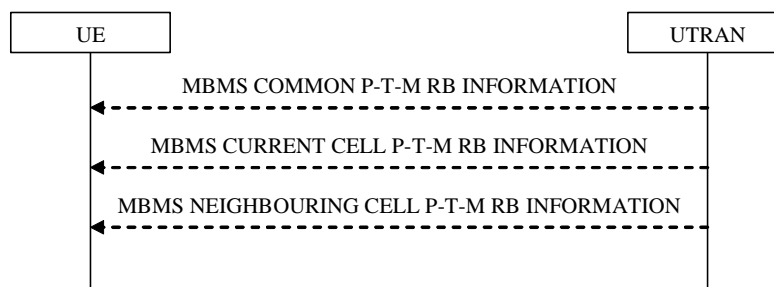 UE
UTRAN
MBMS COMMON P-T-M RB INFORMATION
MBMS CURRENT CELL P-T-M RB INFORMATION
MBMS NEIGHBOURING CELL P-T-M RB INFORMATION